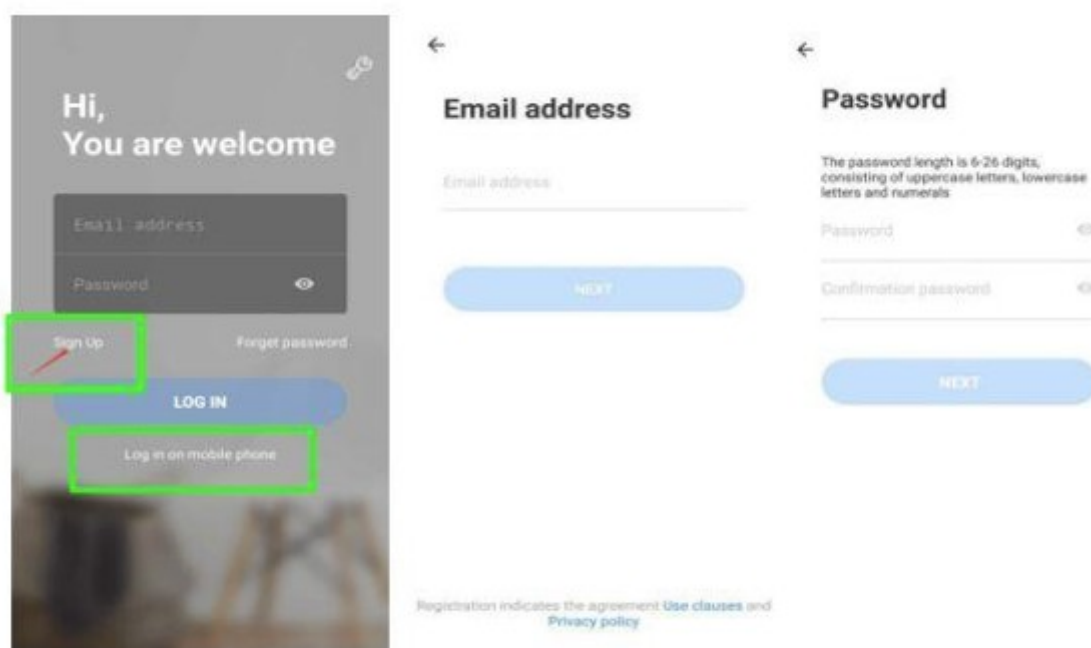 Hi,
You are welcome
Email address
Password
Sign Up
Forget password
LOG IN
Log in on mobile phone
Email address
Email address
NEXT
Registration indicates the agreement Use clauses and
Privacy policy
Password
The password length is 6-26 digits,
consisting of uppercase letters, lowercase
letters and numerals
Password
Confirmation password
NEXT